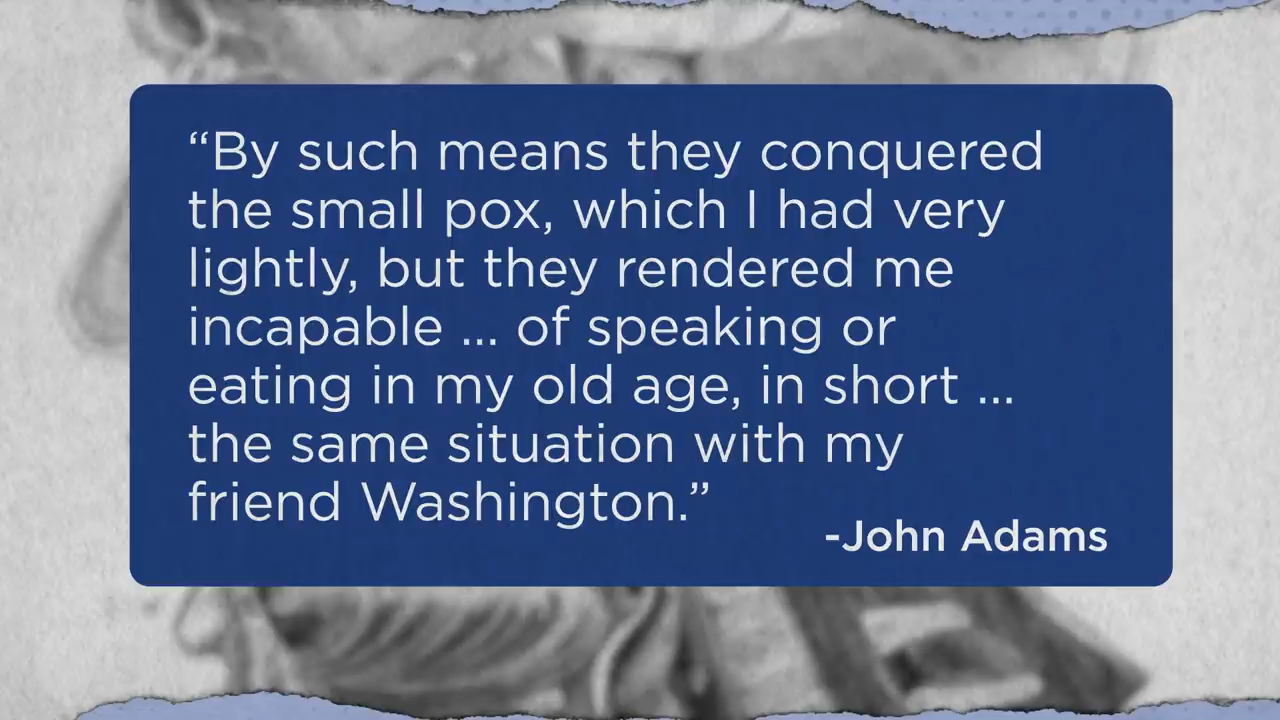 “By such means they conquered
the small pox, which I had very
lightly, but they rendered me
incapable ... of speaking or
eating in my old age, in short ...
the same situation with my
friend Washington.”
-John Adams